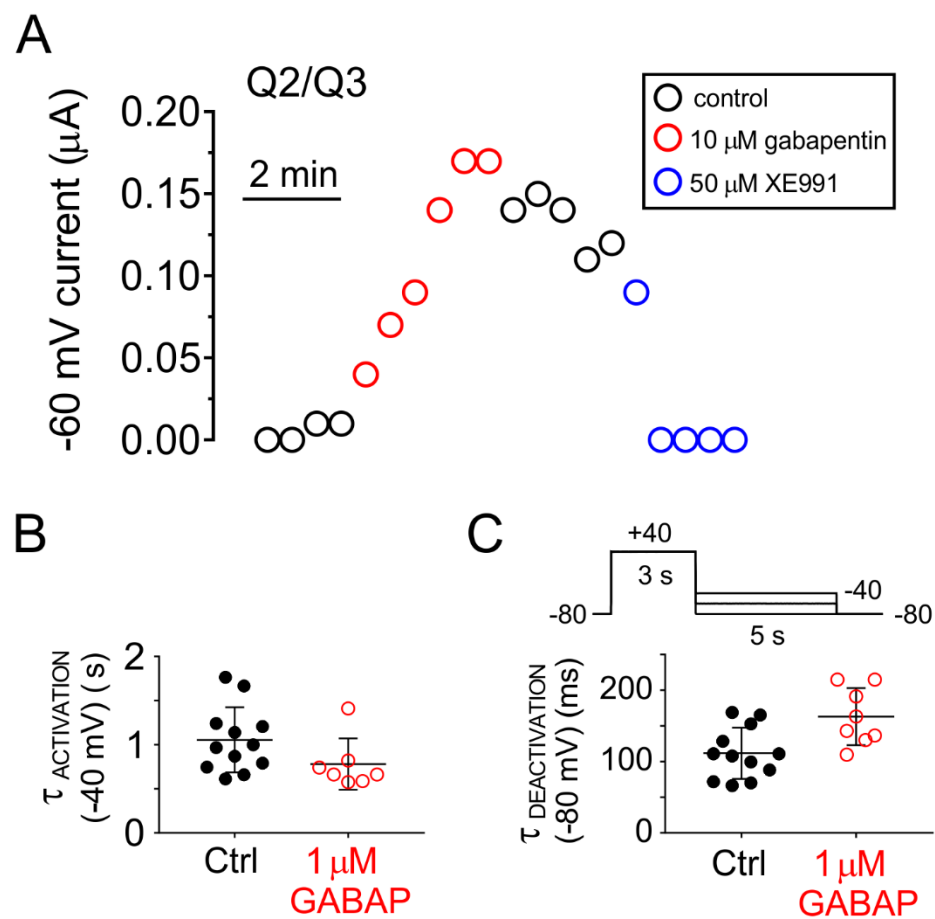 A
Q2/Q3
control
10 μM gabapentin
50 μM XE991
2 min
-60 mV current (μA)
0.20
0.15
0.10
0.05
0.00
B
τ ACTIVATION
(-40 mV) (s)
2
1
0
Ctrl
1 μM
GABAP
C
+40
3 s
-40
-80
-80
5 s
τ DEACTIVATION
(-80 mV) (ms)
200
100
0
Ctrl
1 μM
GABAP